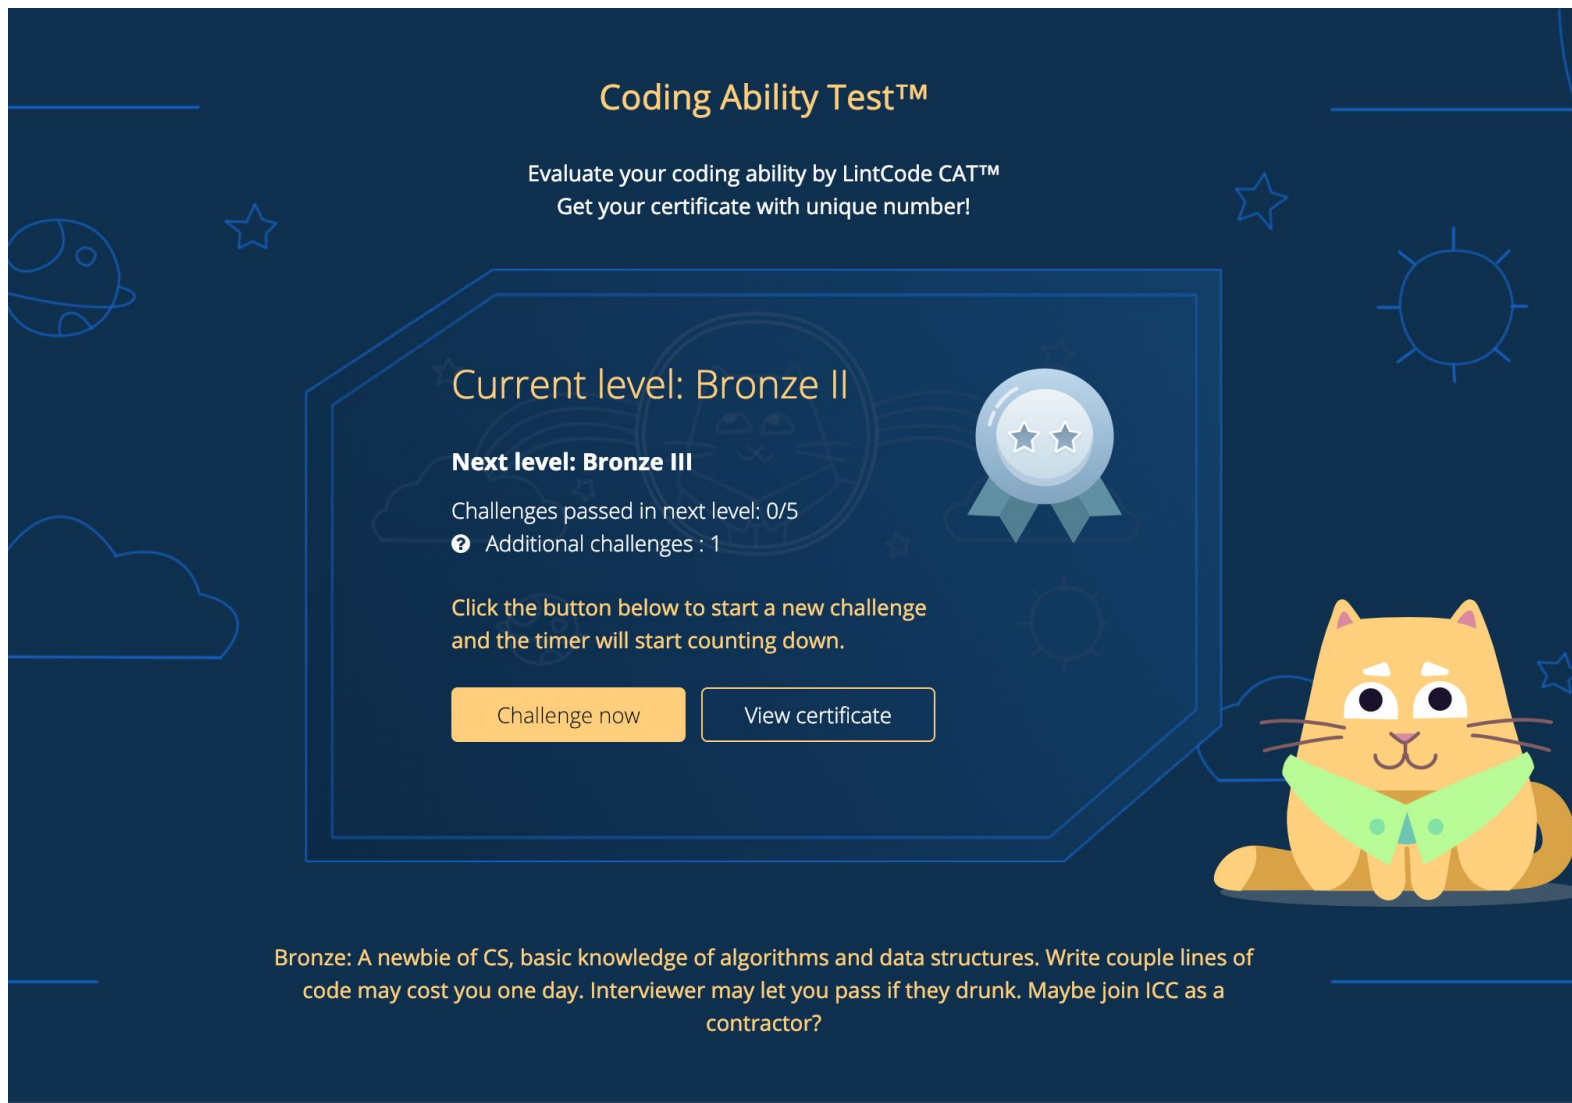 Coding Ability Test™
Evaluate your coding ability by LintCode CAT™
Get your certificate with unique number!
Current level: Bronze II
Next level: Bronze III
Challenges passed in next level: 0/5
? Additional challenges : 1
Click the button below to start a new challenge
and the timer will start counting down.
Challenge now
View certificate
Bronze: A newbie of CS, basic knowledge of algorithms and data structures. Write couple lines of
code may cost you one day. Interviewer may let you pass if they drunk. Maybe join ICC as a
contractor?